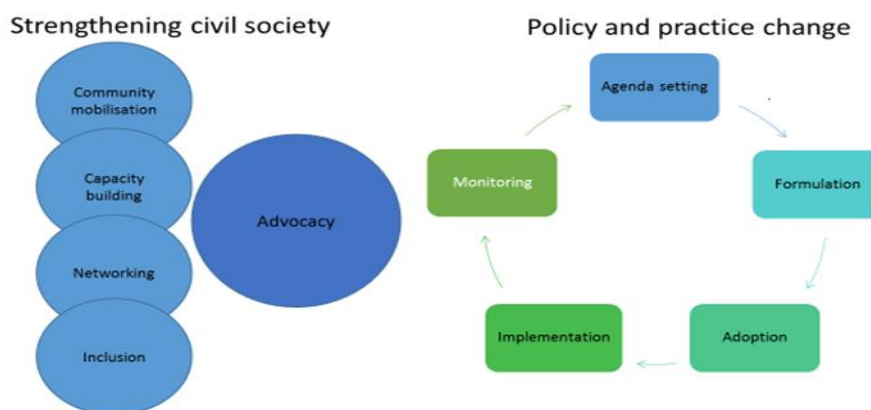 Strengthening civil society
Community
mobilisation
Capacity
building
Networking
Inclusion
Advocacy
Policy and practice change
Agenda setting
Formulation
Adoption
Implementation
Monitoring